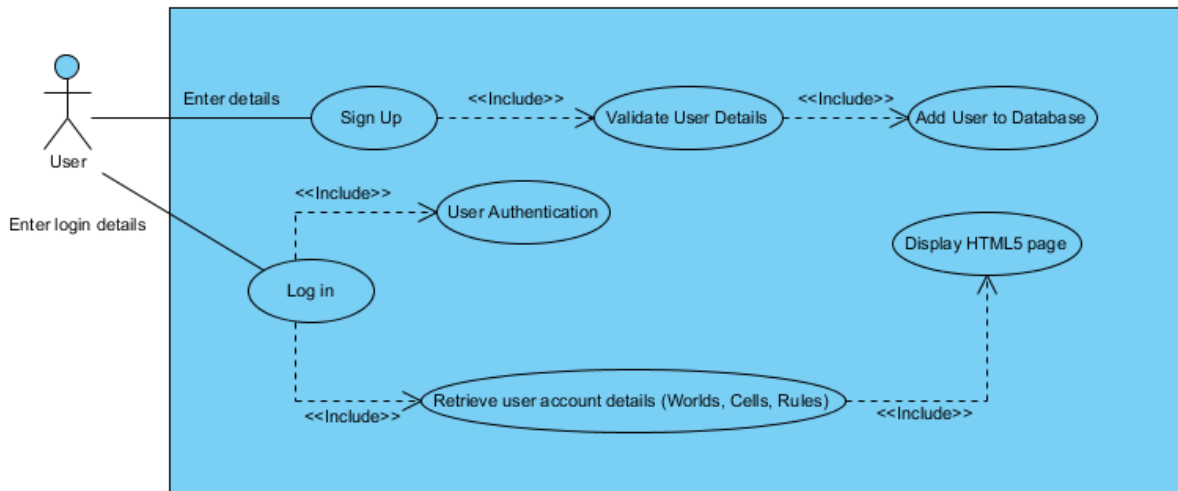 Enter details
<<Include>>
<<Include>>
Sign Up
Validate User Details
Add User to Database
User
<<Include>>
User Authentication
Enter login details
Display HTML5 page
Log in
Retrieve user account details (Worlds, Cells, Rules)
<<Include>>
<<Include>>